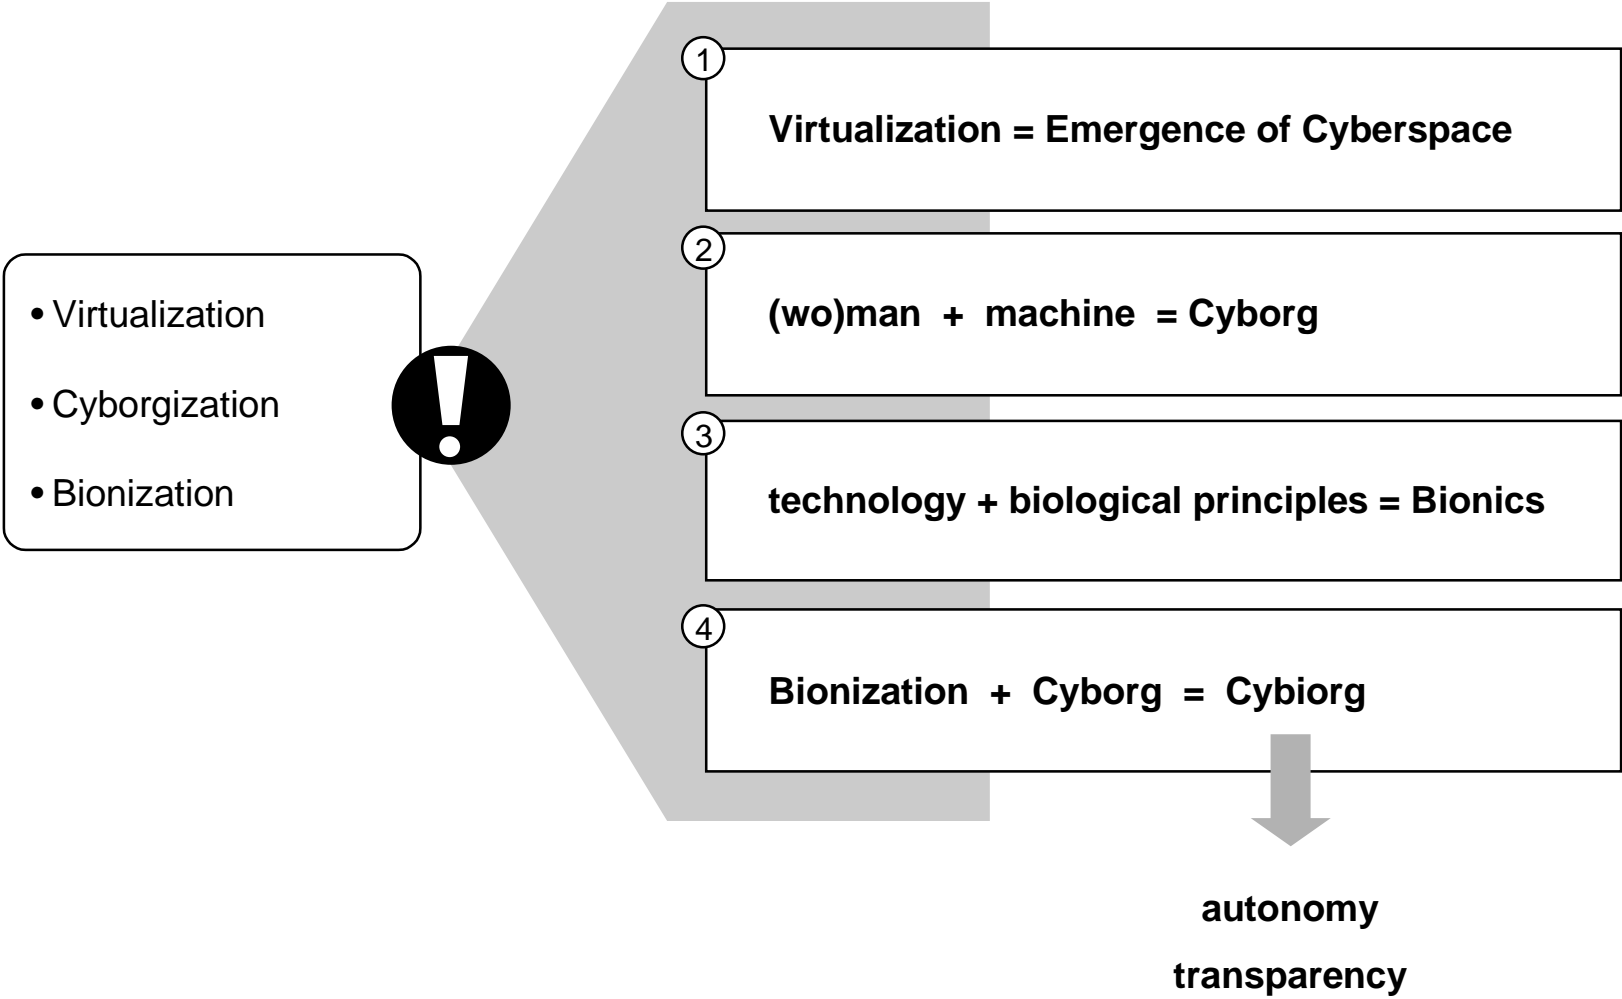 • Virtualization
• Cyborgization
• Bionization
!
1
Virtualization = Emergence of Cyberspace
2
(wo)man + machine = Cyborg
3
technology + biological principles = Bionics
4
Bionization + Cyborg = Cybiorg
autonomy
transparency